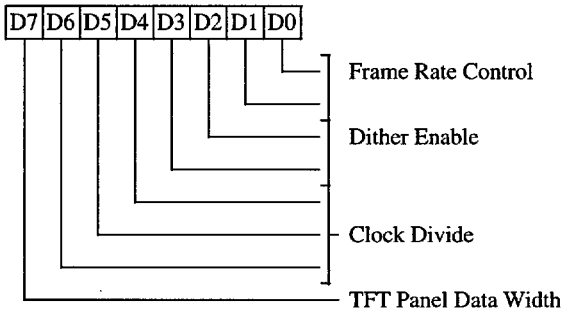 D7 D6 D5 D4 D3 D2 D1 D0
Frame Rate Control
Dither Enable
Clock Divide
TFT Panel Data Width